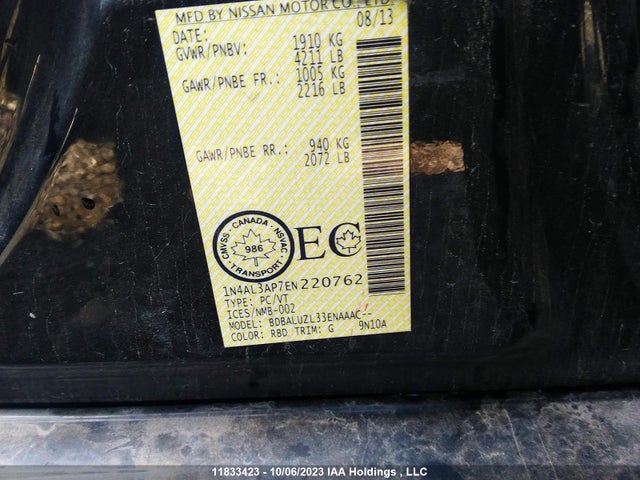 MFD BY NISSAN MOTOR CO., LTD.
DATE: 08/13
GVWR/PNBV: 1910 KG
4211 LB
GAWR/PNBE FR.: 1005 KG
2216 LB
GAWR/PNBE RR.: 940 KG
2072 LB
CANADA
CMVSS NSVAC
986
TRANSPORT
EC
1N4AL3AP7EN220762
TYPE: PC/VT
ICES/NMB-002
MODEL: BDBALUZL33ENAAAC--
COLOR: RBD TRIM: G 9N10A
11833423 - 10/06/2023 IAA Holdings , LLC